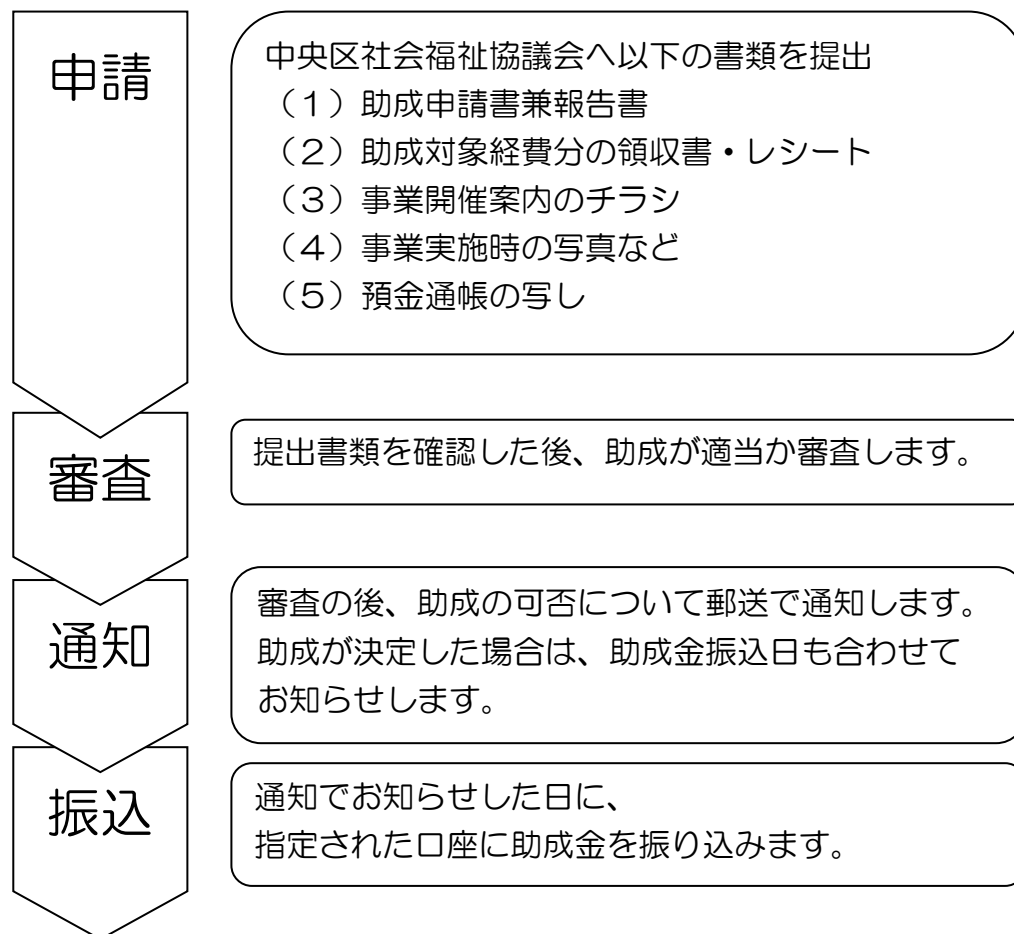 申請
中央区社会福祉協議会へ以下の書類を提出
（１）助成申請書兼報告書
（２）助成対象経費分の領収書・レシート
（３）事業開催案内のチラシ
（４）事業実施時の写真など
（５）預金通帳の写し
審査
提出書類を確認した後、助成が適当か審査します。
通知
審査の後、助成の可否について郵送で通知します。
助成が決定した場合は、助成金振込日も合わせて
お知らせします。
振込
通知でお知らせした日に、
指定された口座に助成金を振り込みます。